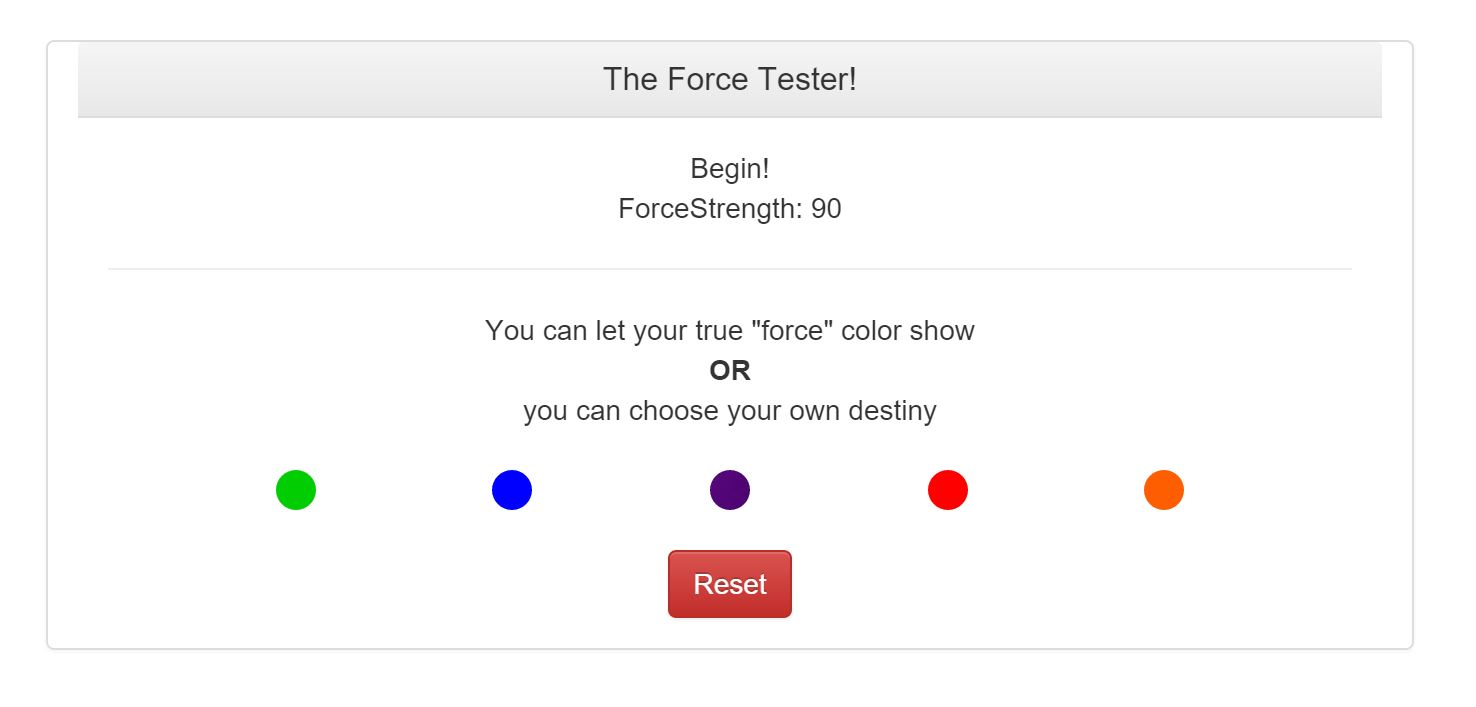 The Force Tester!
Begin!
ForceStrength: 90
You can let your true "force" color show
OR
you can choose your own destiny
Reset